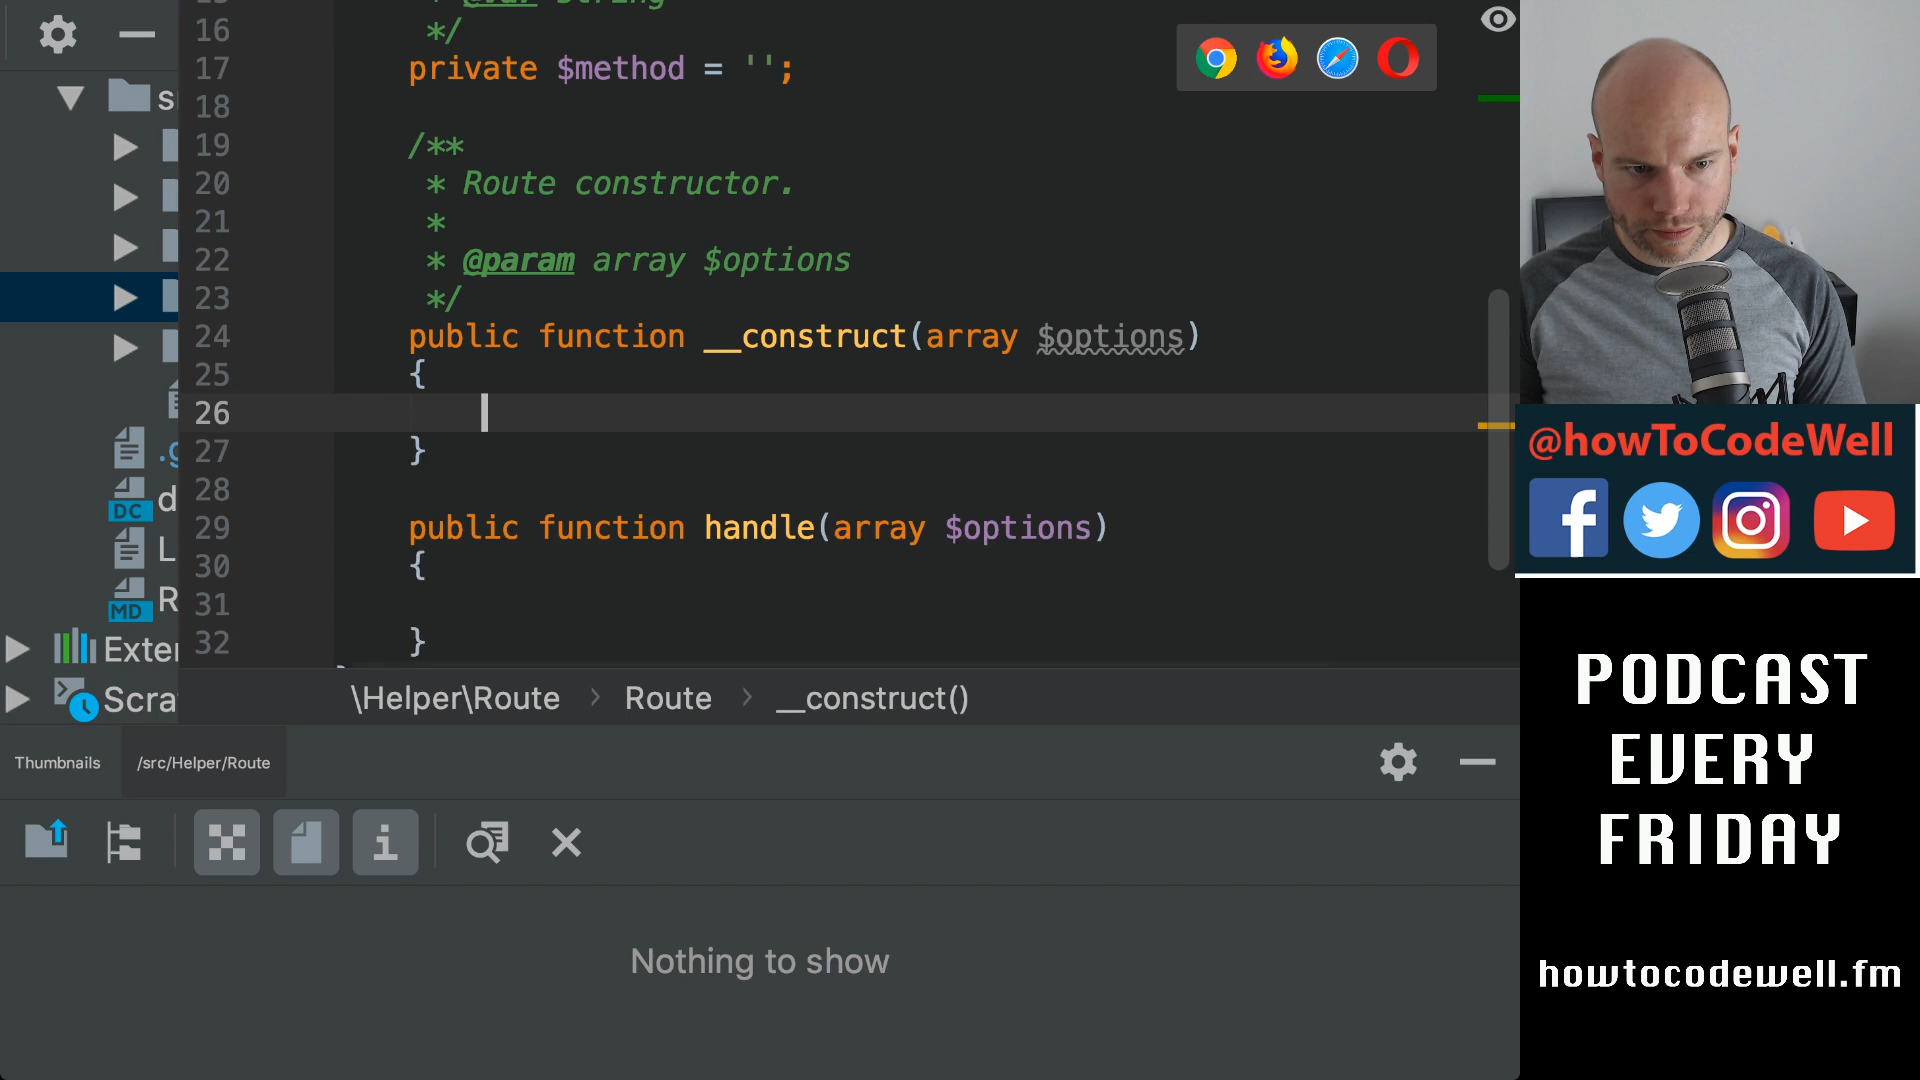 16 */
17 private $method = '';
18
19 /**
20 * Route constructor.
21 *
22 * @param array $options
23 */
24 public function __construct(array $options)
25 {
26
27 }
28
29 public function handle(array $options)
30 {
31
32 }
s
.g
DC d
L
MD R
Exter
Scra
\Helper\Route > Route > __construct()
Thumbnails /src/Helper/Route
i
Nothing to show
@howToCodeWell
PODCAST
EVERY
FRIDAY
howtocodewell.fm